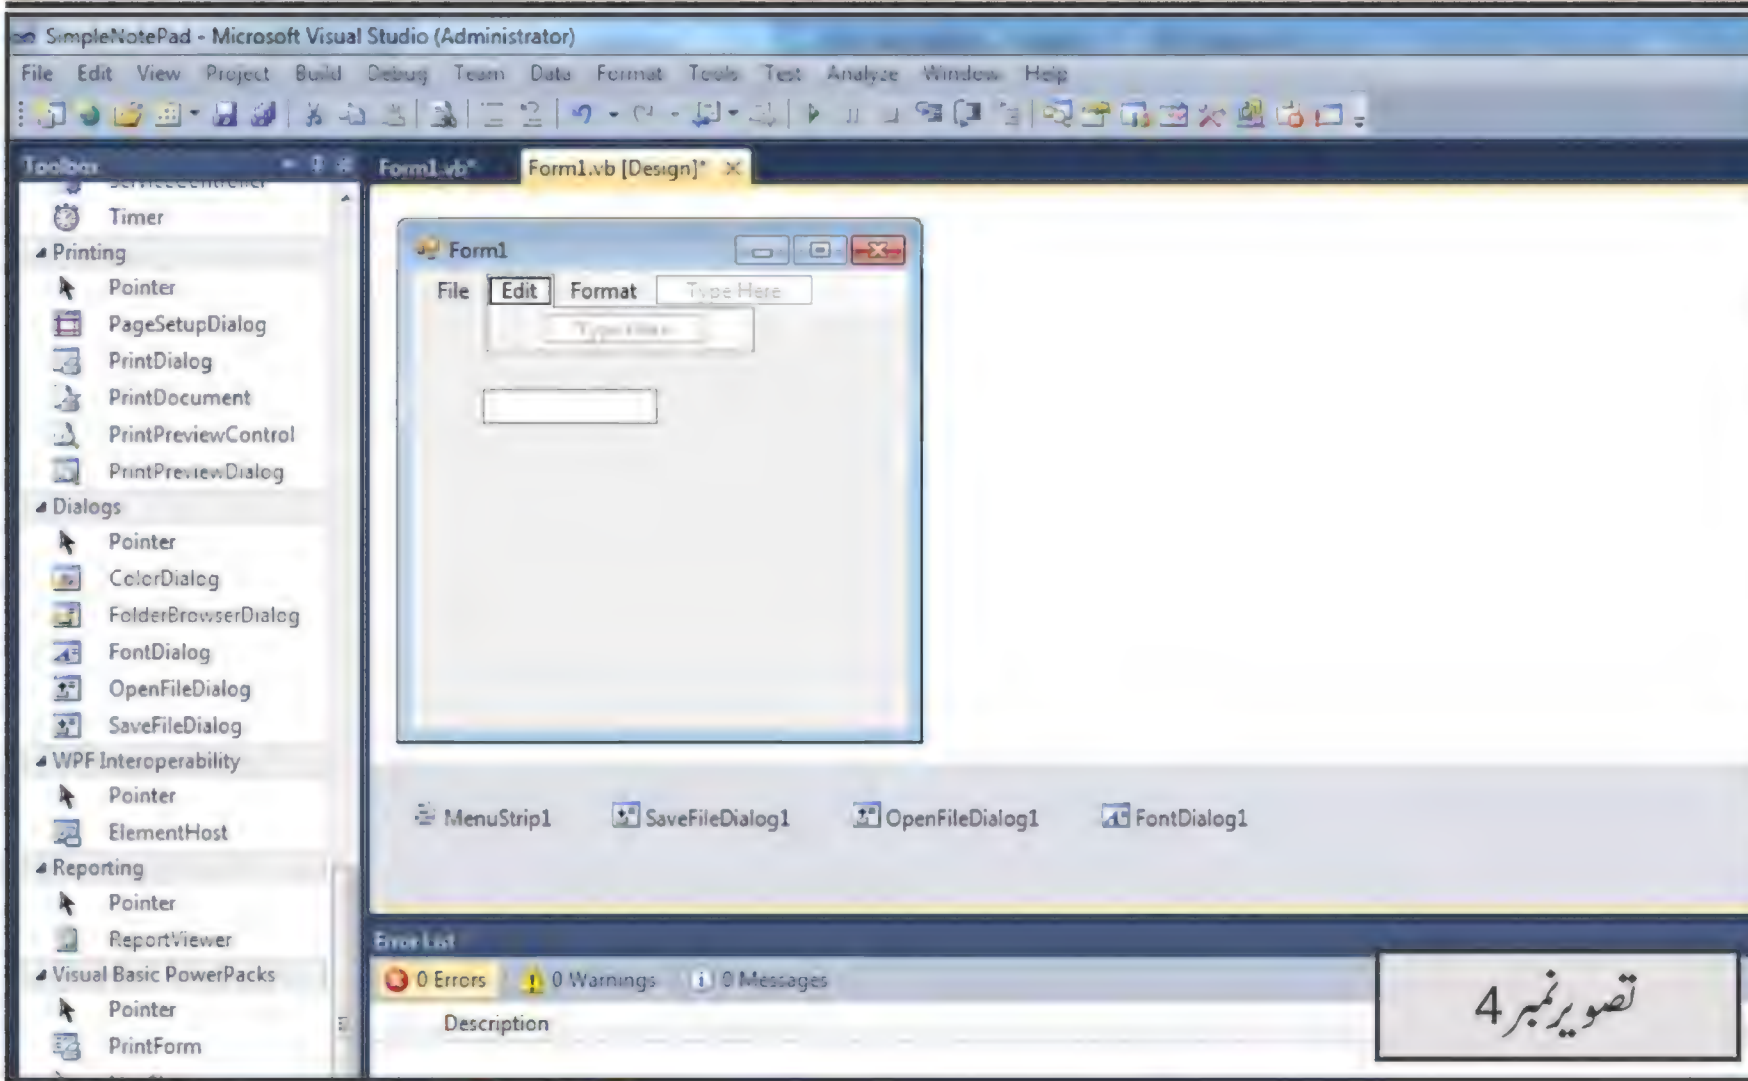 SimpleNotePad - Microsoft Visual Studio (Administrator)
File Edit View Project Build Debug Team Data Format Tools Test Analyze Window Help
Toolbox
Form1.vb*
Form1.vb [Design]*
ServiceController
Timer
Printing
Pointer
PageSetupDialog
PrintDialog
PrintDocument
PrintPreviewControl
PrintPreviewDialog
Dialogs
Pointer
ColorDialog
FolderBrowserDialog
FontDialog
OpenFileDialog
SaveFileDialog
WPF Interoperability
Pointer
ElementHost
Reporting
Pointer
ReportViewer
Visual Basic PowerPacks
Pointer
PrintForm
Form1
File Edit Format Type Here
Type Here
MenuStrip1 SaveFileDialog1 OpenFileDialog1 FontDialog1
Error List
0 Errors 0 Warnings 0 Messages
Description
تصویر نمبر 4